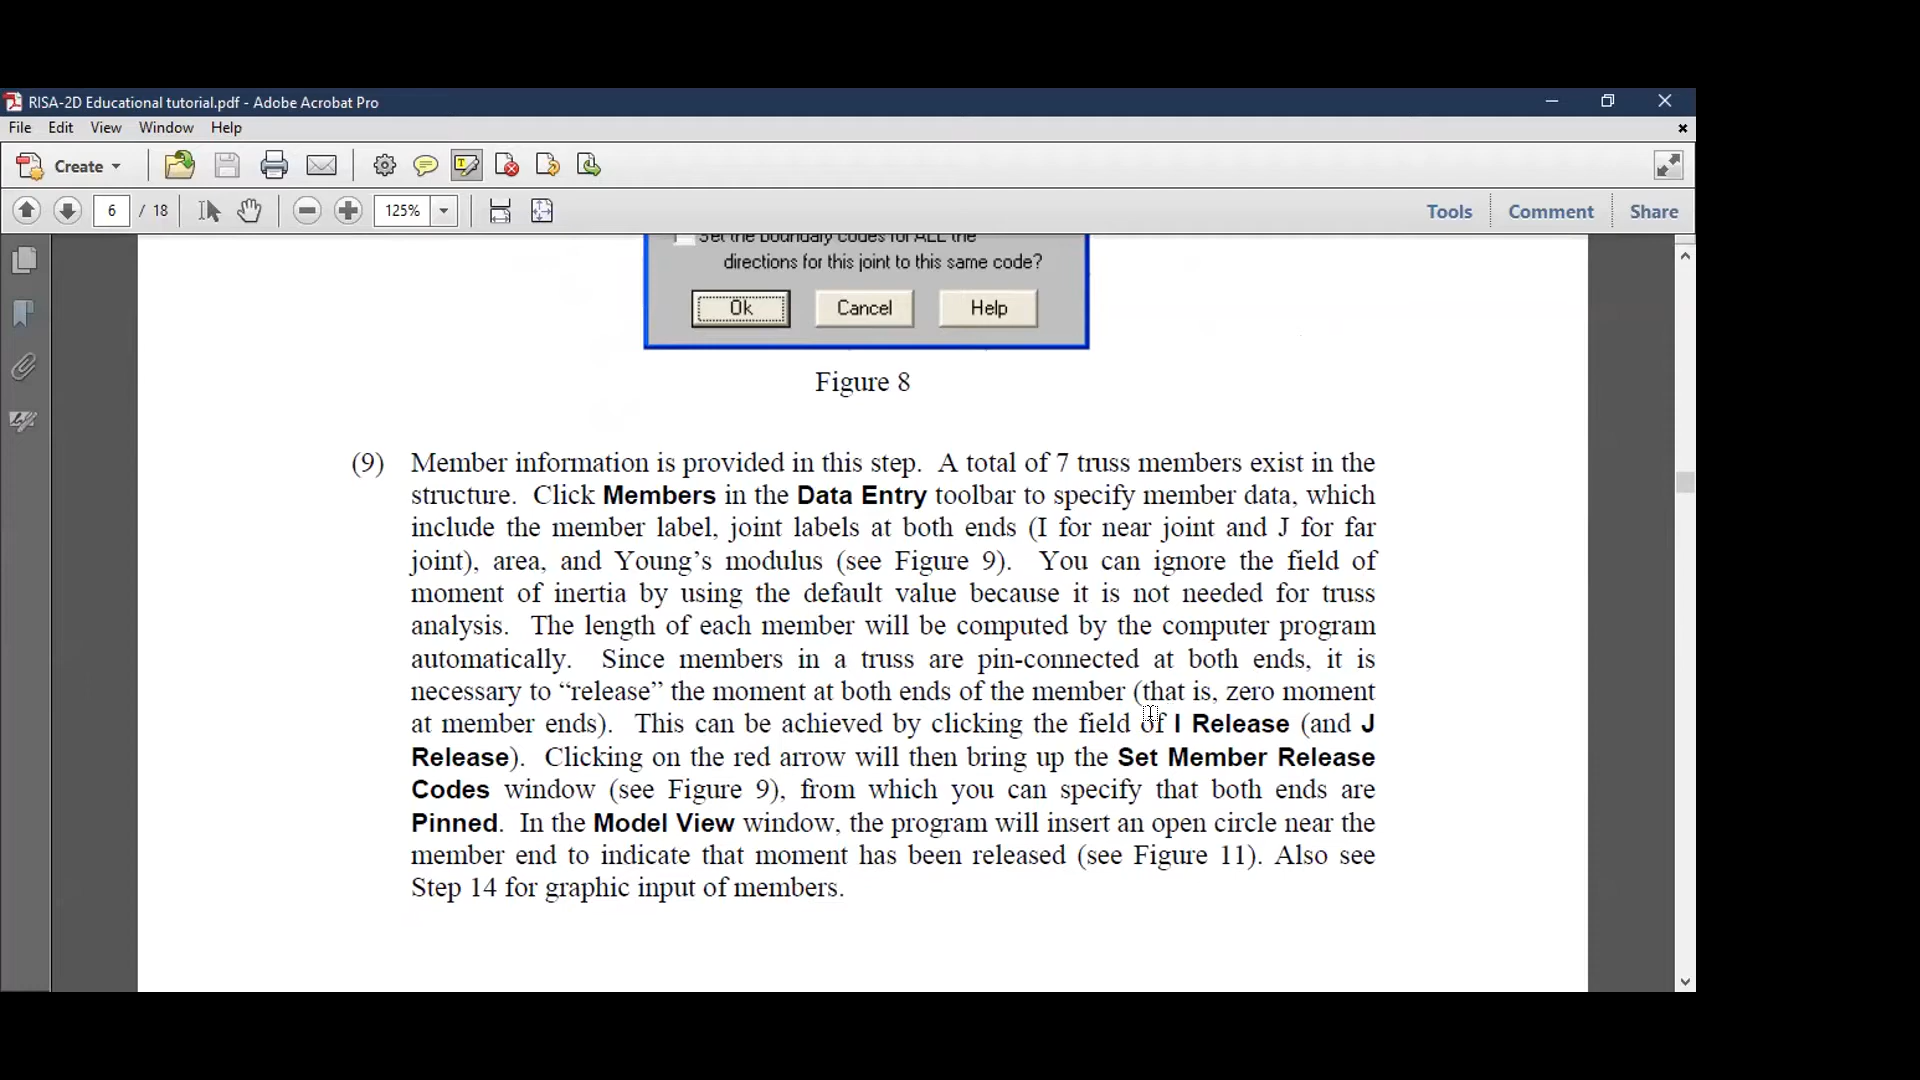 RISA-2D Educational tutorial.pdf - Adobe Acrobat Pro
File Edit View Window Help
Create
6 / 18 125% Tools Comment Share
Set the boundary codes for ALL the
directions for this joint to this same code?
Ok Cancel Help
Figure 8
(9) Member information is provided in this step. A total of 7 truss members exist in the
structure. Click Members in the Data Entry toolbar to specify member data, which
include the member label, joint labels at both ends (I for near joint and J for far
joint), area, and Young’s modulus (see Figure 9). You can ignore the field of
moment of inertia by using the default value because it is not needed for truss
analysis. The length of each member will be computed by the computer program
automatically. Since members in a truss are pin-connected at both ends, it is
necessary to “release” the moment at both ends of the member (that is, zero moment
at member ends). This can be achieved by clicking the field of I Release (and J
Release). Clicking on the red arrow will then bring up the Set Member Release
Codes window (see Figure 9), from which you can specify that both ends are
Pinned. In the Model View window, the program will insert an open circle near the
member end to indicate that moment has been released (see Figure 11). Also see
Step 14 for graphic input of members.